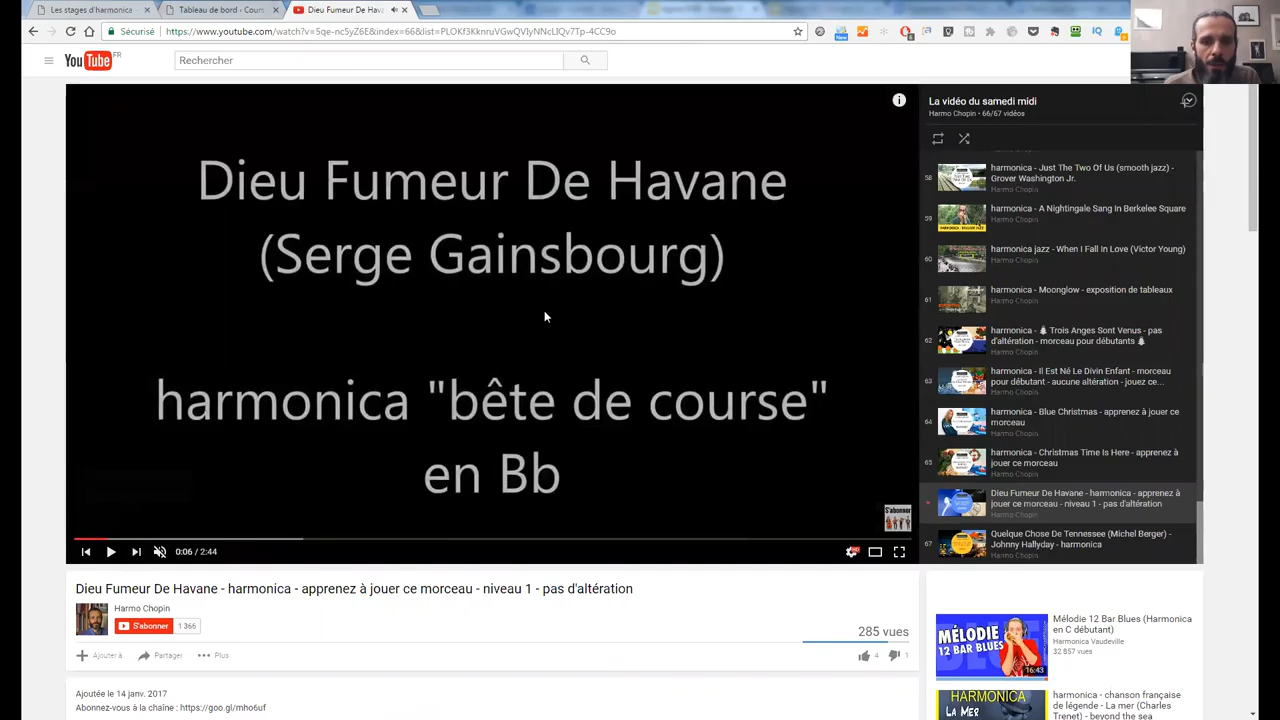 Les stages d'harmonica -
Tableau de bord · Cours
Dieu Fumeur De Hava
Sécurisé
https://www.youtube.com/watch?v=5qe-nc5yZ6E&index=66&list=PLOKf3KknruVGwQVIyNNcLIQv7Tp-4CC9o
YouTube FR
Rechercher
La vidéo du samedi midi
Harmo Chopin • 66/67 vidéos
Dieu Fumeur De Havane
(Serge Gainsbourg)
harmonica "bête de course"
en Bb
S'abonner
0:06 / 2:44
58
harmonica - Just The Two Of Us (smooth jazz) -
Grover Washington Jr.
Harmo Chopin
59
harmonica - A Nightingale Sang In Berkelee Square
Harmo Chopin
60
harmonica jazz - When I Fall In Love (Victor Young)
Harmo Chopin
61
harmonica - Moonglow - exposition de tableaux
Harmo Chopin
62
harmonica - 🎄 Trois Anges Sont Venus - pas
d'altération - morceau pour débutants 🎄
Harmo Chopin
63
harmonica - Il Est Né Le Divin Enfant - morceau
pour débutant - aucune altération - jouez ce...
Harmo Chopin
64
harmonica - Blue Christmas - apprenez à jouer ce
morceau
Harmo Chopin
65
harmonica - Christmas Time Is Here - apprenez à
jouer ce morceau
Harmo Chopin
Dieu Fumeur De Havane - harmonica - apprenez à
jouer ce morceau - niveau 1 - pas d'altération
Harmo Chopin
67
Quelque Chose De Tennessee (Michel Berger) -
Johnny Hallyday - harmonica
Dieu Fumeur De Havane - harmonica - apprenez à jouer ce morceau - niveau 1 - pas d'altération
Harmo Chopin
S'abonner 1 366
285 vues
Ajouter à
Partager
Plus
4
1
Ajoutée le 14 janv. 2017
Abonnez-vous à la chaîne : https://goo.gl/mho6uf
MÉLODIE
12 BAR BLUES
16:43
Mélodie 12 Bar Blues (Harmonica
en C débutant)
Harmonica Vaudeville
32 857 vues
HARMONICA
LA MER
harmonica - chanson française
de légende - La mer (Charles
Trenet) - beyond the sea